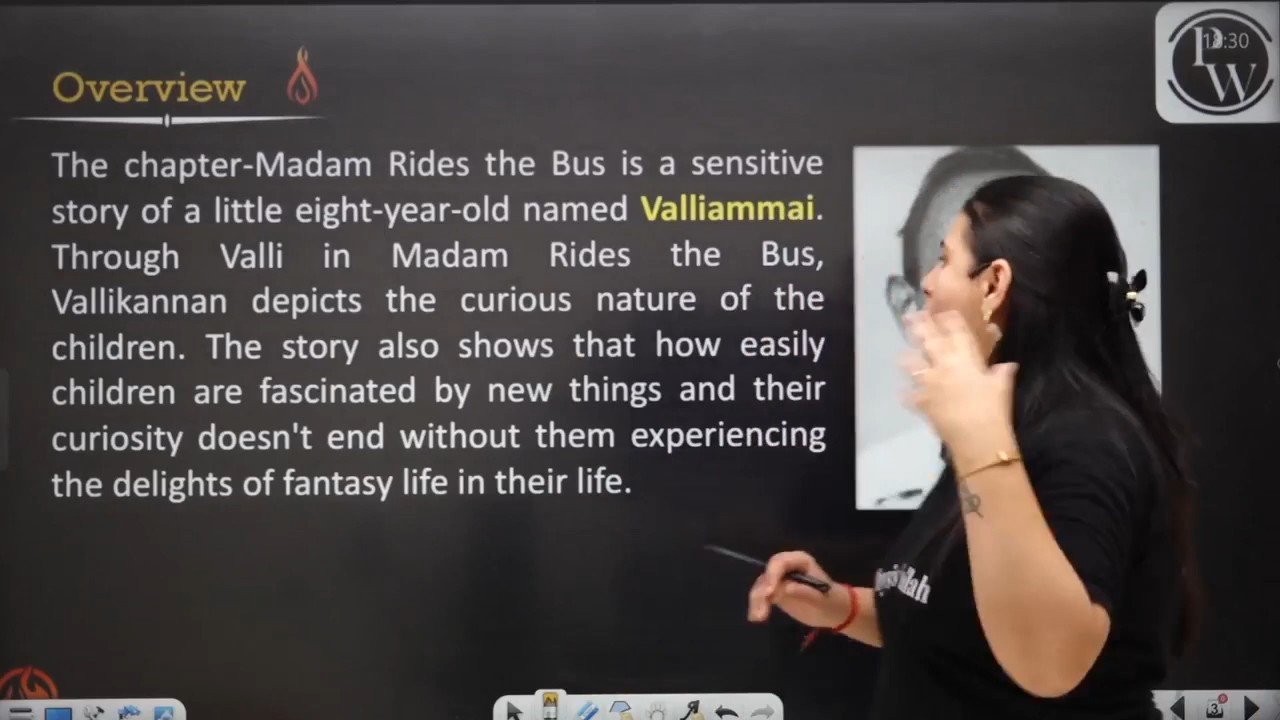 Overview
The chapter-Madam Rides the Bus is a sensitive
story of a little eight-year-old named Valliammai.
Through Valli in Madam Rides the Bus,
Vallikannan depicts the curious nature of the
children. The story also shows that how easily
children are fascinated by new things and their
curiosity doesn't end without them experiencing
the delights of fantasy life in their life.
PW
3